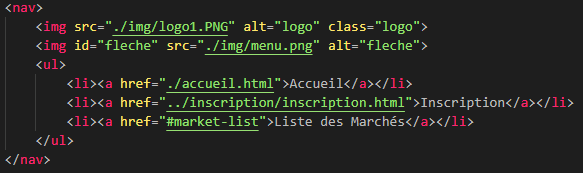 <nav>
<img src="./img/logo1.PNG" alt="logo" class="logo">
<img id="fleche" src="./img/menu.png" alt="fleche">
<ul>
<li><a href="./accueil.html">Accueil</a></li>
<li><a href="../inscription/inscription.html">Inscription</a></li>
<li><a href="#market-list">Liste des Marchés</a></li>
</ul>
</nav>